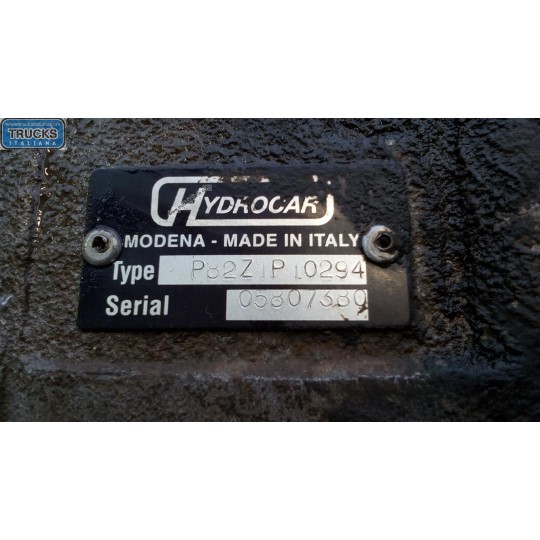 TRUCKS
ITALIANA
HYDROCAR
MODENA - MADE IN ITALY
Type P82Z1P10294
Serial 05807380